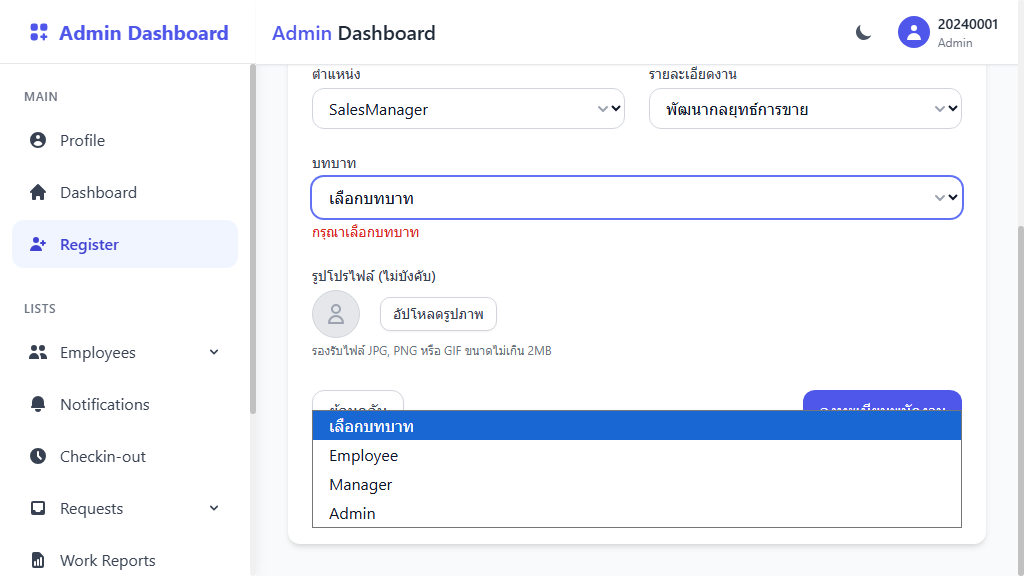 Admin Dashboard
Admin Dashboard
20240001
Admin
MAIN
Profile
Dashboard
Register
LISTS
Employees
Notifications
Checkin-out
Requests
Work Reports
ตำแหน่ง
รายละเอียดงาน
SalesManager
พัฒนากลยุทธ์การขาย
บทบาท
เลือกบทบาท
กรุณาเลือกบทบาท
รูปโปรไฟล์ (ไม่บังคับ)
อัปโหลดรูปภาพ
รองรับไฟล์ JPG, PNG หรือ GIF ขนาดไม่เกิน 2MB
เลือกบทบาท
Employee
Manager
Admin